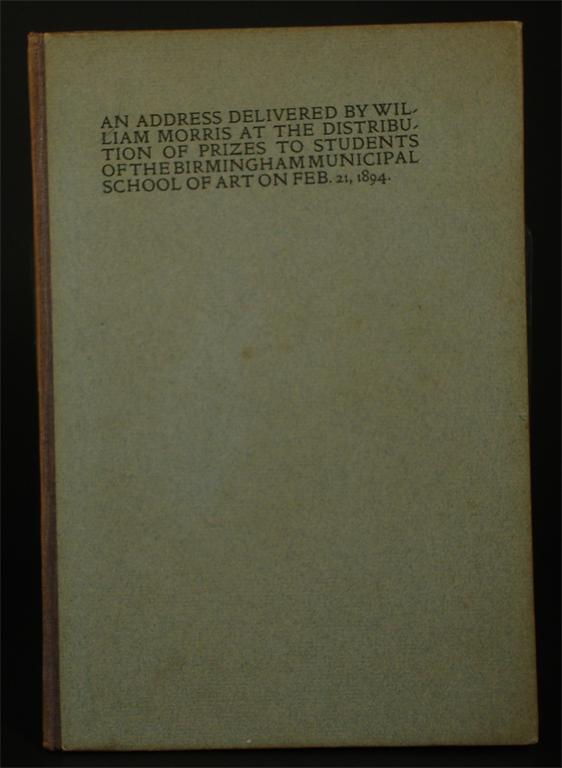 AN ADDRESS DELIVERED BY WIL-
LIAM MORRIS AT THE DISTRIBU-
TION OF PRIZES TO STUDENTS
OF THE BIRMINGHAM MUNICIPAL
SCHOOL OF ART ON FEB. 21, 1894.